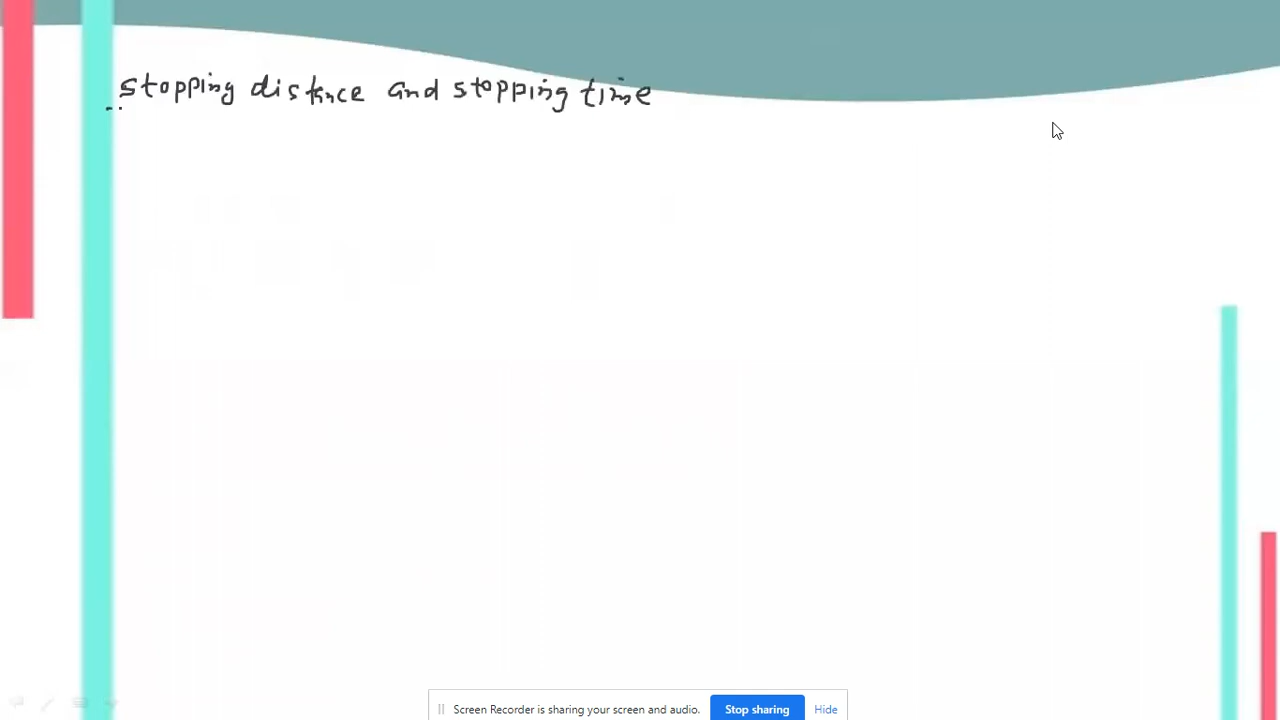 stopping distance and stopping time
Screen Recorder is sharing your screen and audio. Stop sharing Hide